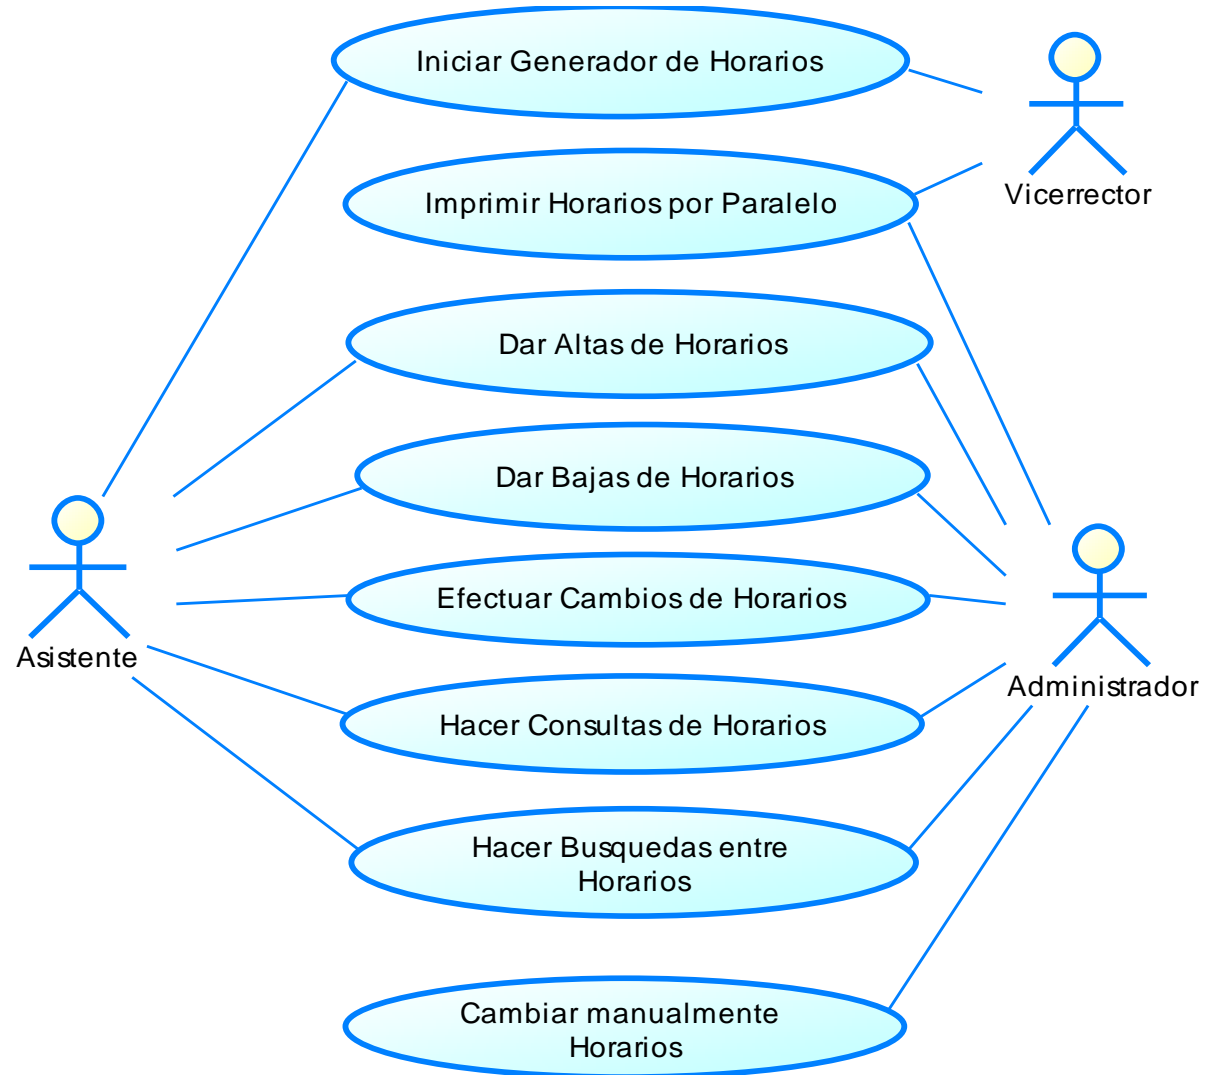 Iniciar Generador de Horarios
Vicerrector
Imprimir Horarios por Paralelo
Dar Altas de Horarios
Dar Bajas de Horarios
Efectuar Cambios de Horarios
Asistente
Administrador
Hacer Consultas de Horarios
Hacer Busquedas entre
Horarios
Cambiar manualmente
Horarios